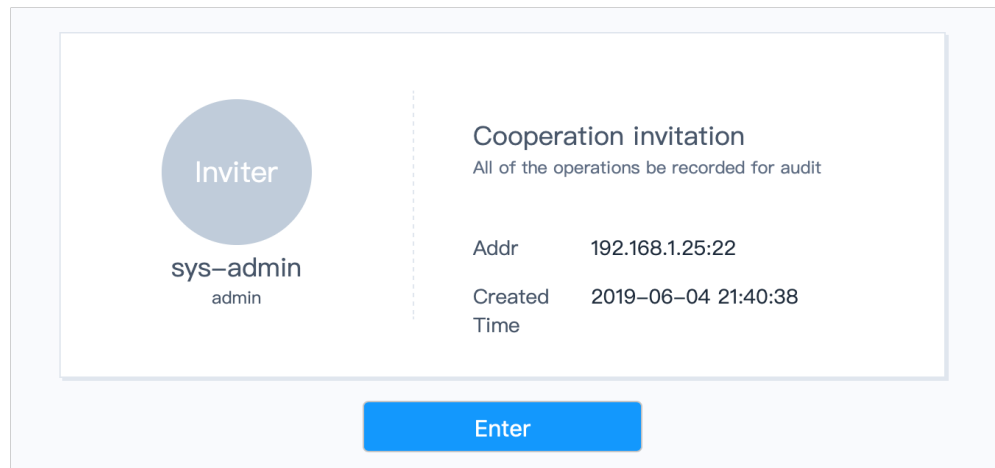 Inviter
sys-admin
admin
Cooperation invitation
All of the operations be recorded for audit
Addr 192.168.1.25:22
Created Time 2019-06-04 21:40:38
Enter